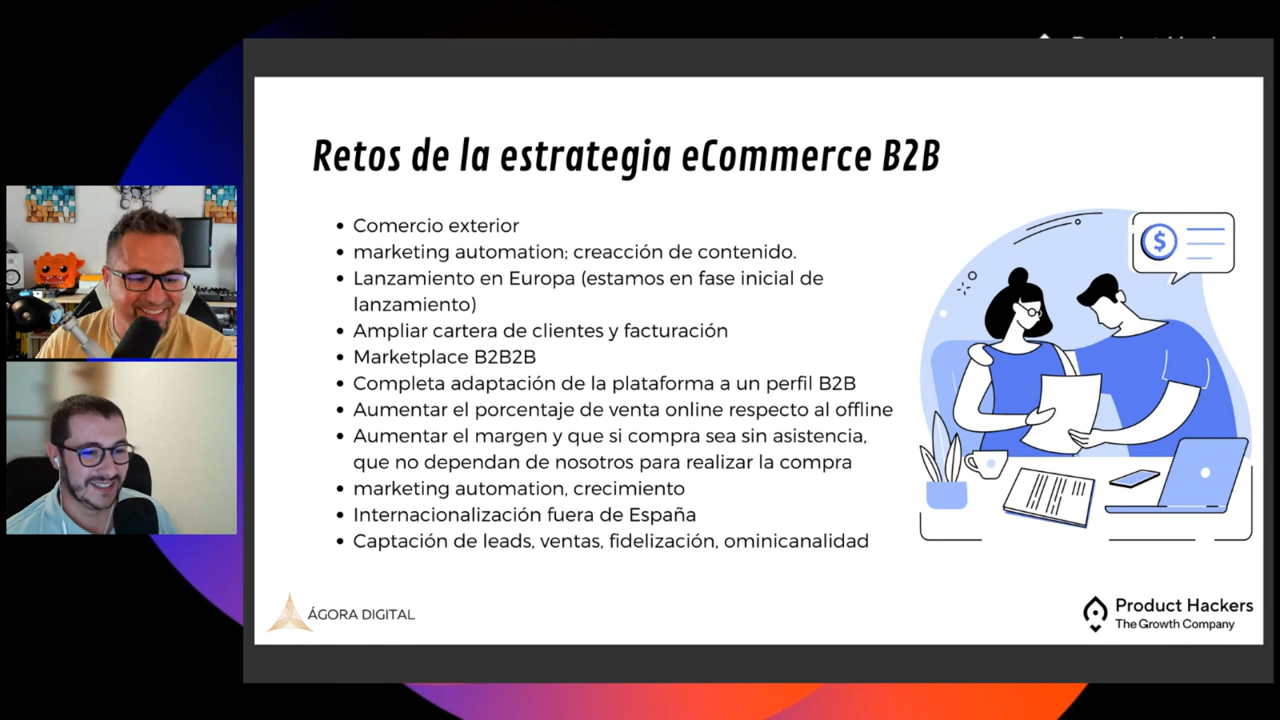 Retos de la estrategia eCommerce B2B
• Comercio exterior
• marketing automation; creacción de contenido.
• Lanzamiento en Europa (estamos en fase inicial de
lanzamiento)
• Ampliar cartera de clientes y facturación
• Marketplace B2B2B
• Completa adaptación de la plataforma a un perfil B2B
• Aumentar el porcentaje de venta online respecto al offline
• Aumentar el margen y que si compra sea sin asistencia,
que no dependan de nosotros para realizar la compra
• marketing automation, crecimiento
• Internacionalización fuera de España
• Captación de leads, ventas, fidelización, ominicanalidad
$
ÁGORA DIGITAL
Product Hackers
The Growth Company